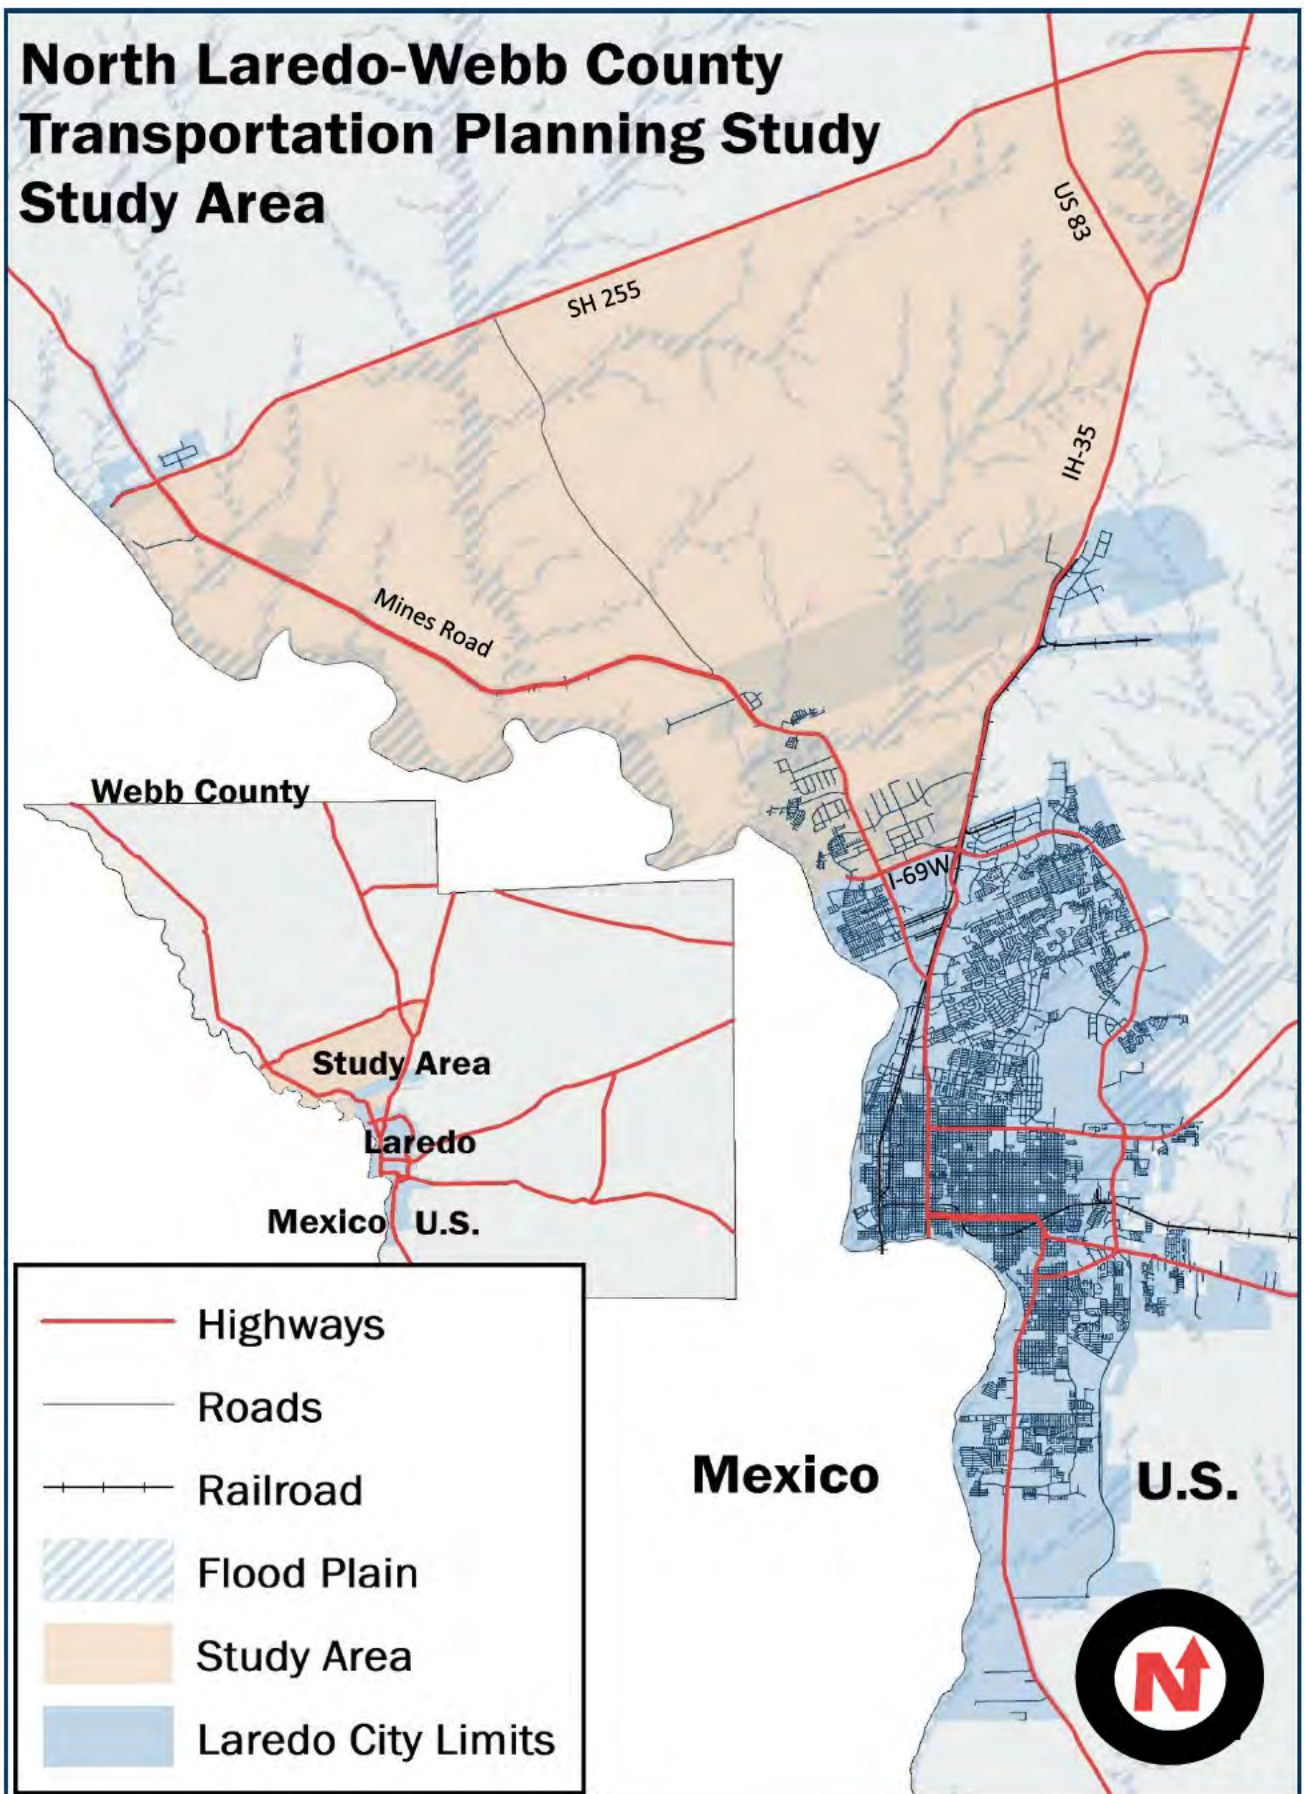 North Laredo-Webb County
Transportation Planning Study
Study Area
US 83
SH 255
IH-35
Mines Road
I-69W
Webb County
Study Area
Laredo
Mexico
U.S.
Highways
Roads
Railroad
Flood Plain
Study Area
Laredo City Limits
Mexico
U.S.
N